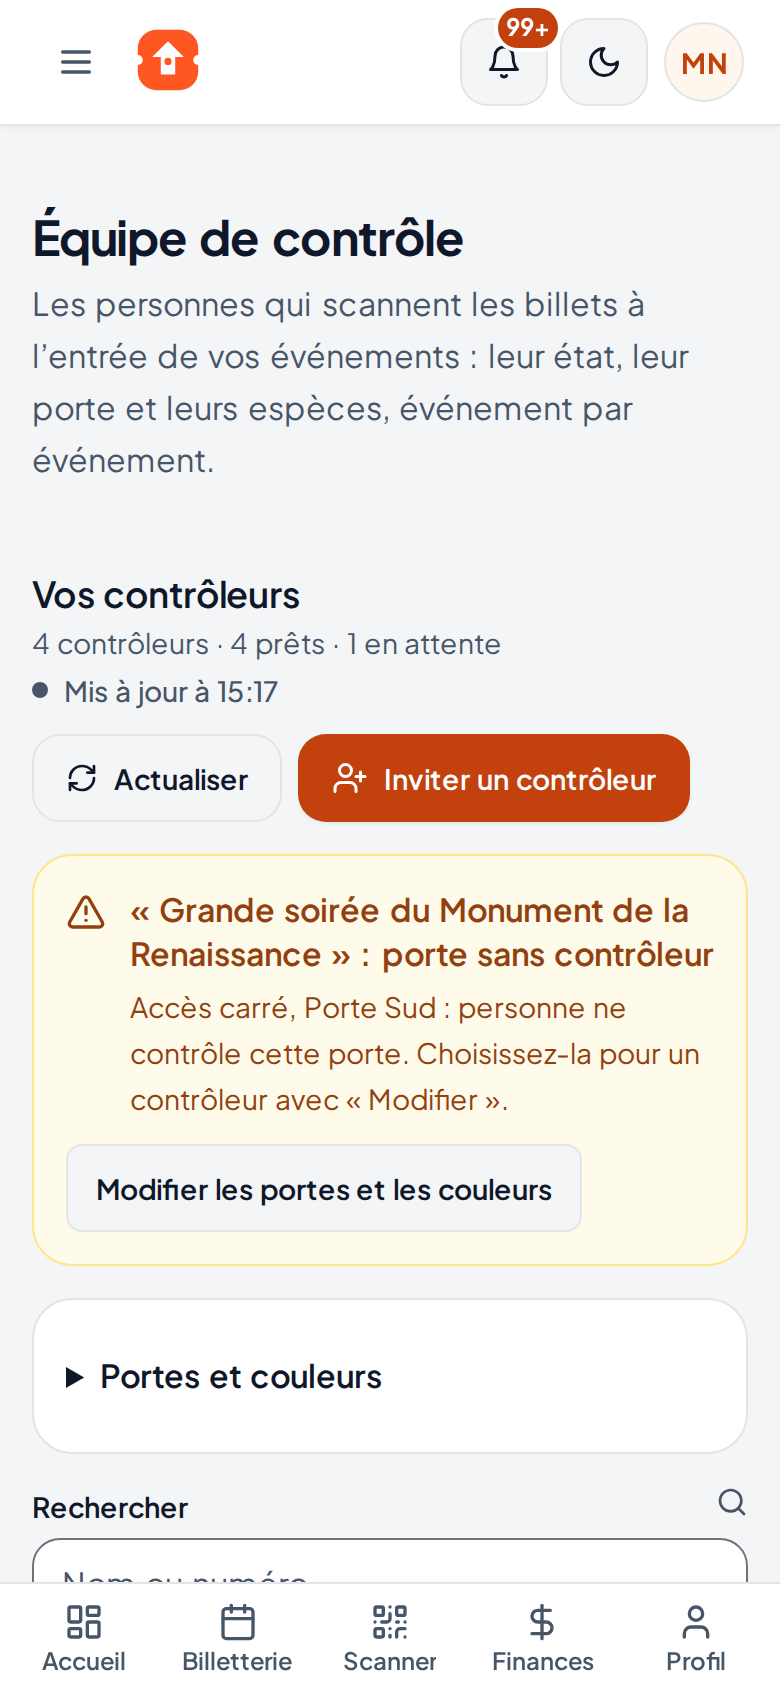 99+
MN
Équipe de contrôle
Les personnes qui scannent les billets à
l’entrée de vos événements : leur état, leur
porte et leurs espèces, événement par
événement.
Vos contrôleurs
4 contrôleurs · 4 prêts · 1 en attente
Mis à jour à 15:17
Actualiser
Inviter un contrôleur
« Grande soirée du Monument de la
Renaissance » : porte sans contrôleur
Accès carré, Porte Sud : personne ne
contrôle cette porte. Choisissez-la pour un
contrôleur avec « Modifier ».
Modifier les portes et les couleurs
Portes et couleurs
Rechercher
Nom ou numéro
Accueil
Billetterie
Scanner
Finances
Profil